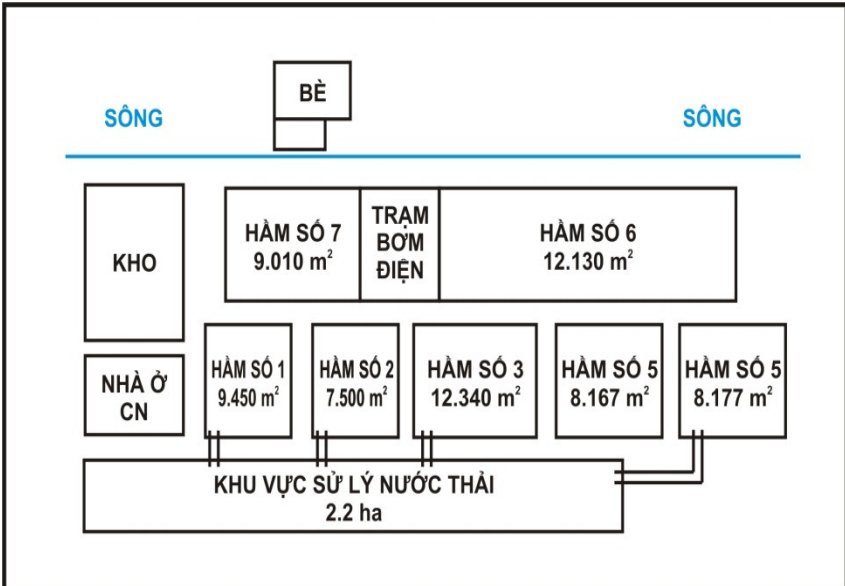 BÈ
SÔNG
SÔNG
KHO
HẦM SỐ 7
9.010 m²
TRẠM
BƠM
ĐIỆN
HẦM SỐ 6
12.130 m²
NHÀ Ở
CN
HẦM SỐ 1
9.450 m²
HẦM SỐ 2
7.500 m²
HẦM SỐ 3
12.340 m²
HẦM SỐ 5
8.167 m²
HẦM SỐ 5
8.177 m²
KHU VỰC SỬ LÝ NƯỚC THẢI
2.2 ha